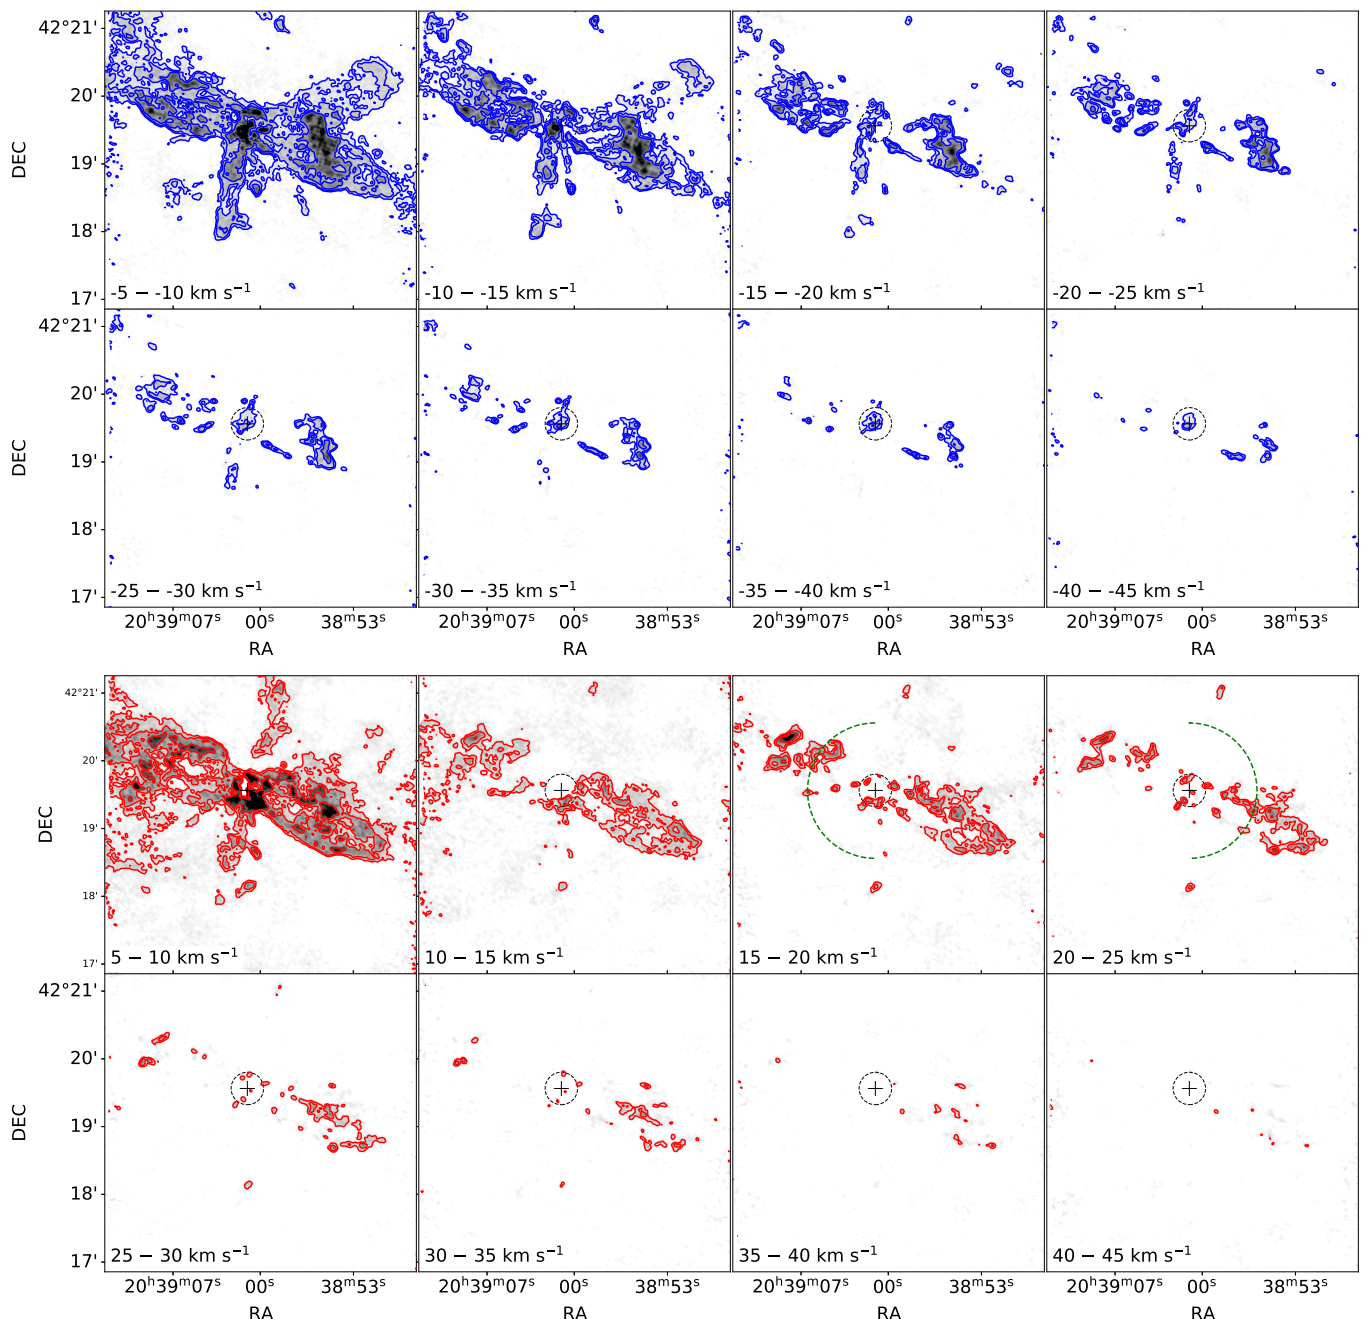 42°21'
20'
19'
18'
17'
DEC
-5 − -10 km s⁻¹
-10 − -15 km s⁻¹
-15 − -20 km s⁻¹
-20 − -25 km s⁻¹
42°21'
20'
19'
18'
17'
DEC
-25 − -30 km s⁻¹
-30 − -35 km s⁻¹
-35 − -40 km s⁻¹
-40 − -45 km s⁻¹
20ʰ39ᵐ07ˢ 00ˢ 38ᵐ53ˢ
20ʰ39ᵐ07ˢ 00ˢ 38ᵐ53ˢ
20ʰ39ᵐ07ˢ 00ˢ 38ᵐ53ˢ
20ʰ39ᵐ07ˢ 00ˢ 38ᵐ53ˢ
RA
RA
RA
RA
42°21'
20'
19'
18'
17'
DEC
5 − 10 km s⁻¹
10 − 15 km s⁻¹
15 − 20 km s⁻¹
20 − 25 km s⁻¹
42°21'
20'
19'
18'
17'
DEC
25 − 30 km s⁻¹
30 − 35 km s⁻¹
35 − 40 km s⁻¹
40 − 45 km s⁻¹
20ʰ39ᵐ07ˢ 00ˢ 38ᵐ53ˢ
20ʰ39ᵐ07ˢ 00ˢ 38ᵐ53ˢ
20ʰ39ᵐ07ˢ 00ˢ 38ᵐ53ˢ
20ʰ39ᵐ07ˢ 00ˢ 38ᵐ53ˢ
RA
RA
RA
RA